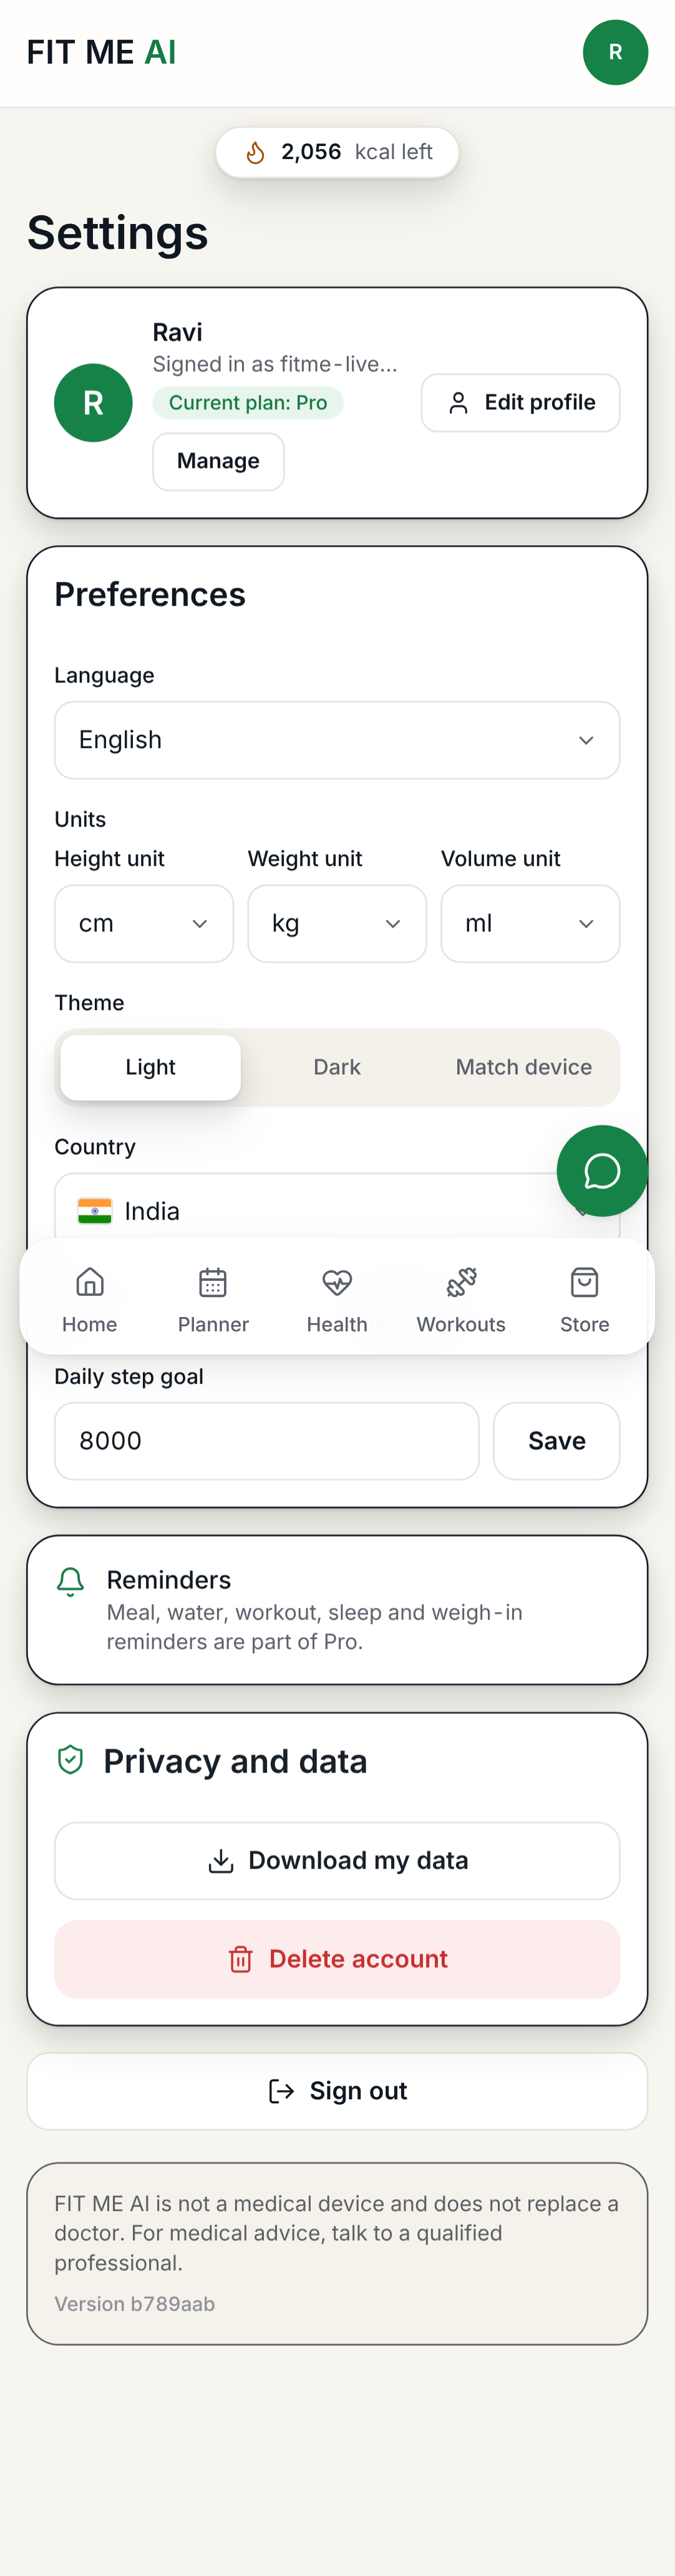 FIT ME AI
R
2,056 kcal left
Settings
R
Ravi
Signed in as fitme-live...
Current plan: Pro
Manage
Edit profile
Preferences
Language
English
Units
Height unit
Weight unit
Volume unit
cm
kg
ml
Theme
Light
Dark
Match device
Country
India
Home
Planner
Health
Workouts
Store
Daily step goal
8000
Save
Reminders
Meal, water, workout, sleep and weigh-in
reminders are part of Pro.
Privacy and data
Download my data
Delete account
Sign out
FIT ME AI is not a medical device and does not replace a
doctor. For medical advice, talk to a qualified
professional.
Version b789aab